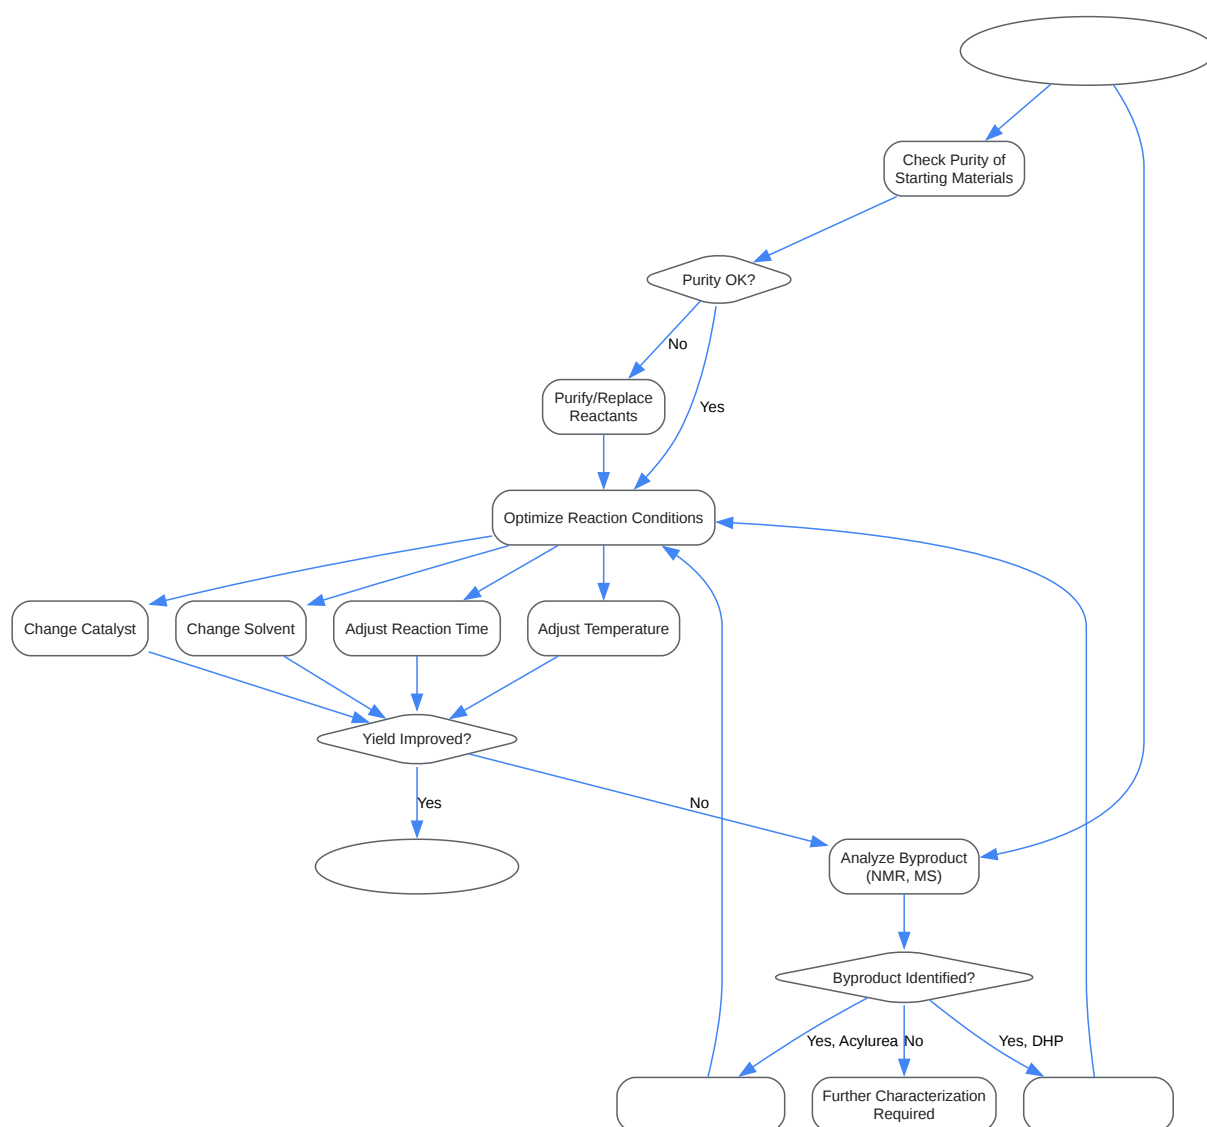 Check Purity of
Starting Materials
Purity OK?
No
Purify/Replace
Reactants
Yes
Optimize Reaction Conditions
Change Catalyst
Change Solvent
Adjust Reaction Time
Adjust Temperature
Yield Improved?
Yes
No
Analyze Byproduct
(NMR, MS)
Byproduct Identified?
Yes, Acylurea
No
Yes, DHP
Further Characterization
Required